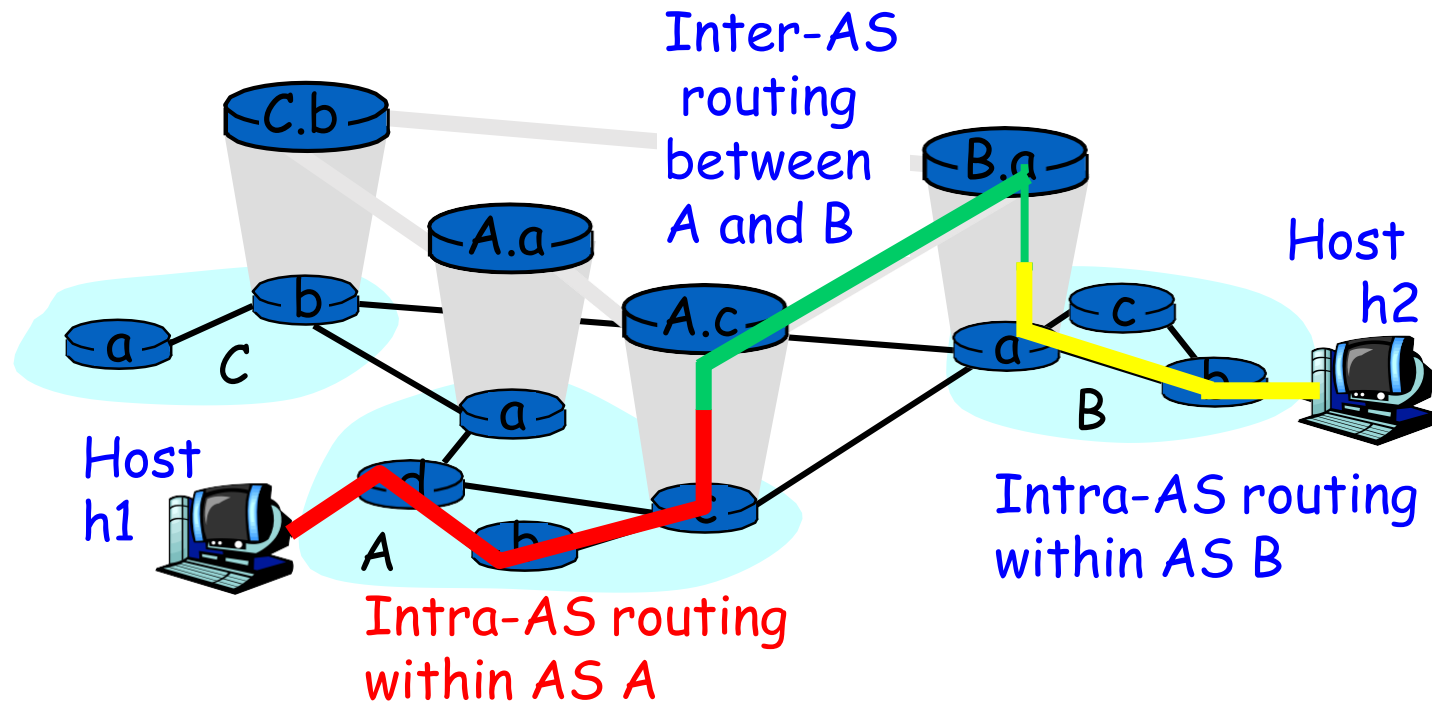 Inter-AS
routing
between
A and B
C.b
B.a
A.a
Host
h2
A.c
b
c
a
a
C
b
B
a
Host
h1
d
c
Intra-AS routing
within AS B
b
A
Intra-AS routing
within AS A